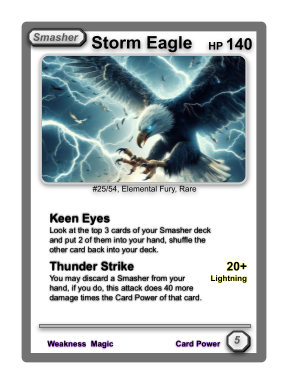 Smasher Storm Eagle HP 140
#25/54, Elemental Fury, Rare
Keen Eyes
Look at the top 3 cards of your Smasher deck
and put 2 of them into your hand, shuffle the
other card back into your deck.
Thunder Strike 20+
You may discard a Smasher from your Lightning
hand, if you do, this attack does 40 more
damage times the Card Power of that card.
Weakness Magic Card Power 5